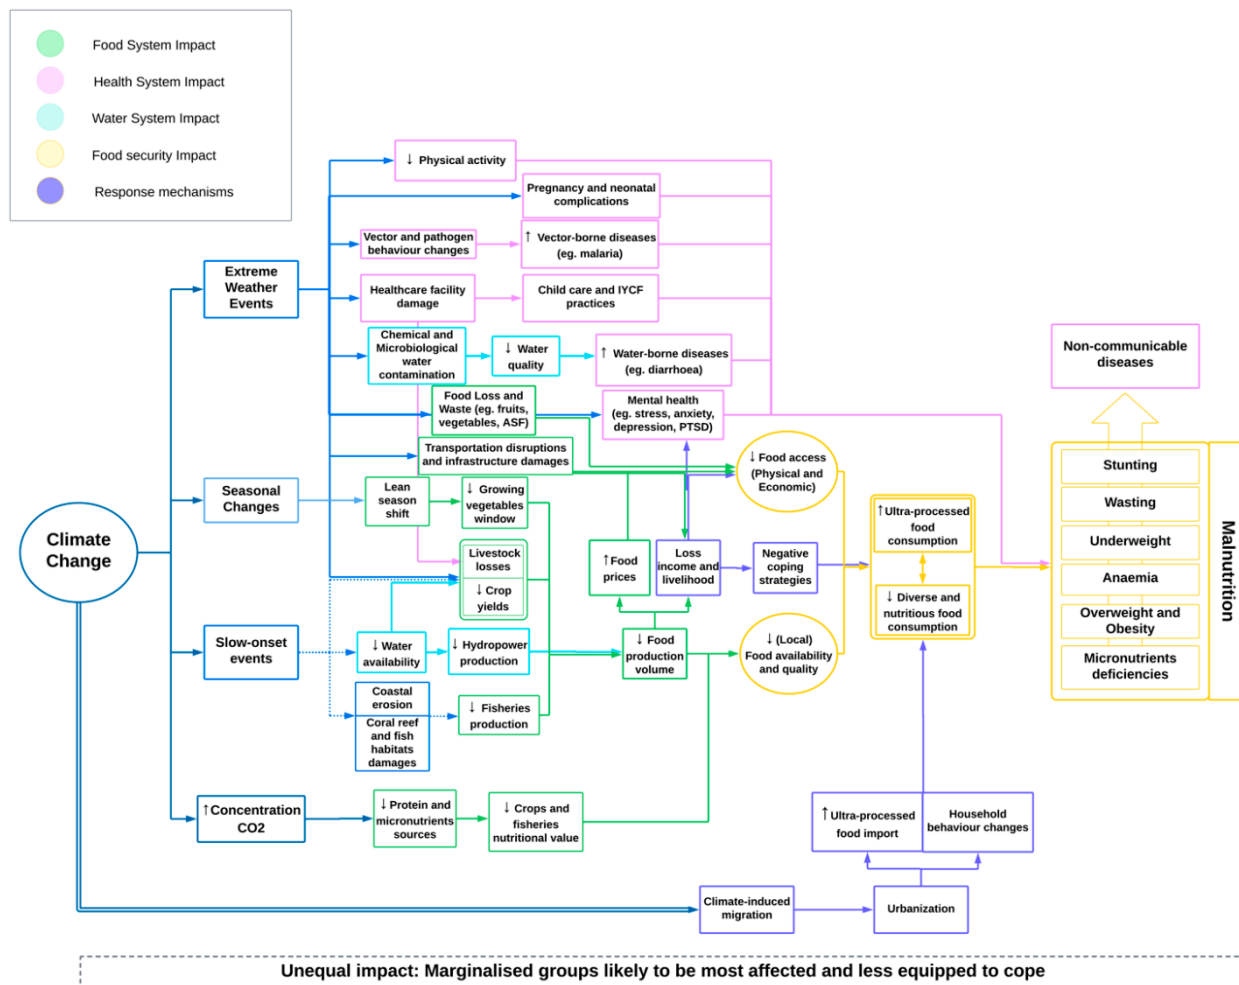 Food System Impact
Health System Impact
Water System Impact
Food security Impact
Response mechanisms
↓ Physical activity
Pregnancy and neonatal
complications
Vector and pathogen
behaviour changes
↑ Vector-borne diseases
(eg. malaria)
Extreme
Weather
Events
Healthcare facility
damage
Child care and IYCF
practices
Chemical and
Microbiological
water
contamination
↓ Water
quality
↑ Water-borne diseases
(eg. diarrhoea)
Non-communicable
diseases
Food Loss and
Waste (eg. fruits,
vegetables, ASF)
Mental health
(eg. stress, anxiety,
depression, PTSD)
Transportation disruptions
and infrastructure damages
↓ Food access
(Physical and
Economic)
Seasonal
Changes
Lean
season
shift
↓ Growing
vegetables
window
Climate
Change
Livestock
losses
↓ Crop
yields
↑Food
prices
Loss
income and
livelihood
Negative
coping
strategies
↑Ultra-processed
food
consumption
↓ Diverse and
nutritious food
consumption
Stunting
Wasting
Underweight
Anaemia
Overweight and
Obesity
Micronutrients
deficiencies
Malnutrition
Slow-onset
events
↓ Water
availability
↓ Hydropower
production
↓ Food
production
volume
↓ (Local)
Food availability
and quality
Coastal
erosion
Coral reef
and fish
habitats
damages
↓ Fisheries
production
↑Concentration
CO2
↓ Protein and
micronutrients
sources
↓ Crops and
fisheries
nutritional value
↑Ultra-processed
food import
Household
behaviour changes
Climate-induced
migration
Urbanization
Unequal impact: Marginalised groups likely to be most affected and less equipped to cope